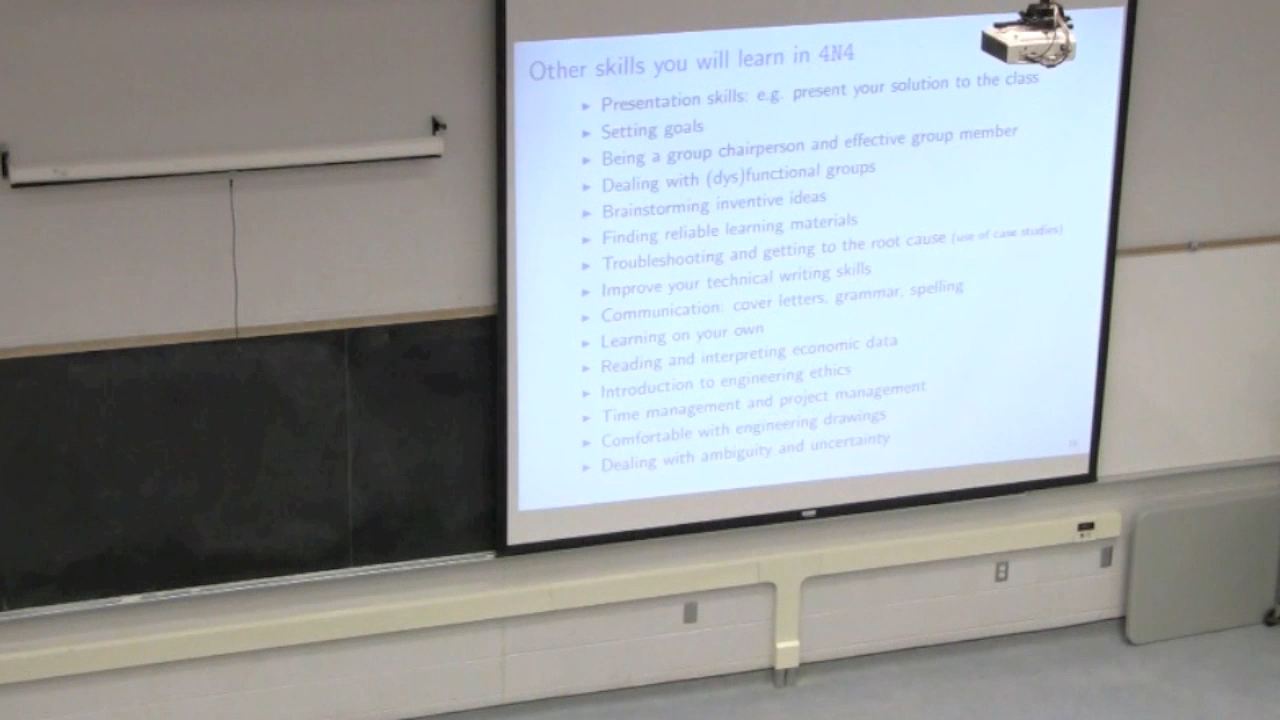 Other skills you will learn in 4N4
► Presentation skills: e.g. present your solution to the class
► Setting goals
► Being a group chairperson and effective group member
► Dealing with (dys)functional groups
► Brainstorming inventive ideas
► Finding reliable learning materials
► Troubleshooting and getting to the root cause (use of case studies)
► Improve your technical writing skills
► Communication: cover letters, grammar, spelling
► Learning on your own
► Reading and interpreting economic data
► Introduction to engineering ethics
► Time management and project management
► Comfortable with engineering drawings
► Dealing with ambiguity and uncertainty